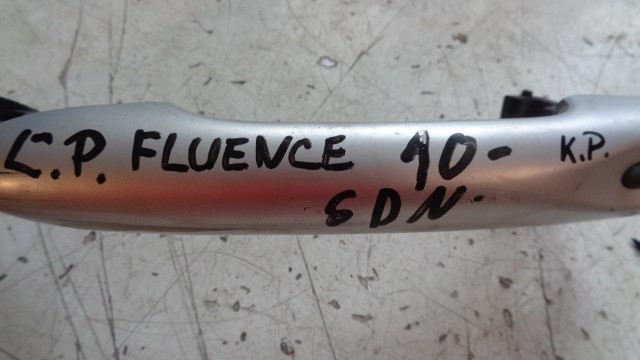 L.P. FLUENCE 10- K.P.
SDN.